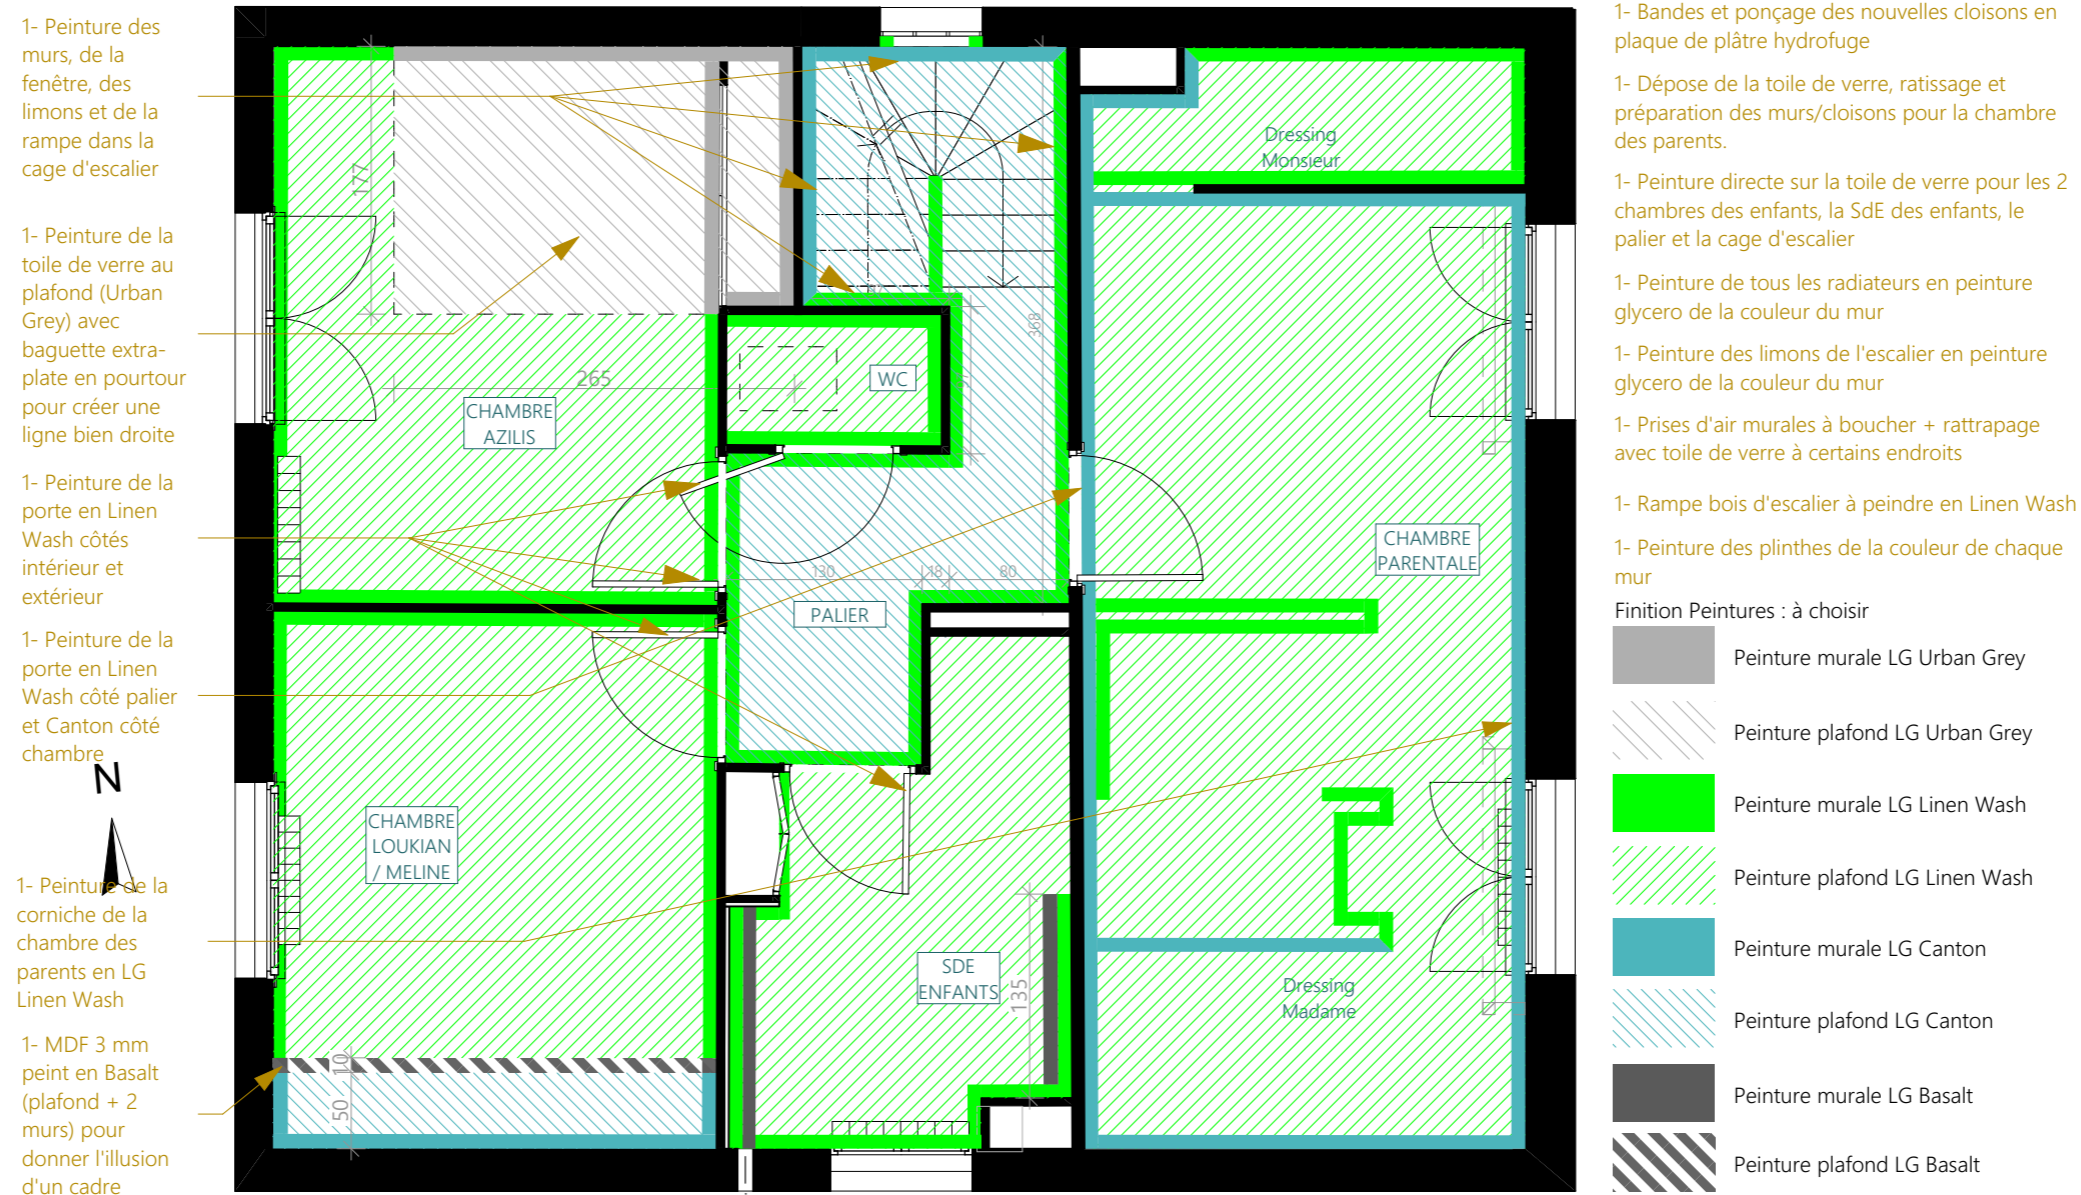 1- Peinture des
murs, de la
fenêtre, des
limons et de la
rampe dans la
cage d'escalier
1- Peinture de la
toile de verre au
plafond (Urban
Grey) avec
baguette extra-
plate en pourtour
pour créer une
ligne bien droite
1- Peinture de la
porte en Linen
Wash côtés
intérieur et
extérieur
1- Peinture de la
porte en Linen
Wash côté palier
et Canton côté
chambre
N
1- Peinture de la
corniche de la
chambre des
parents en LG
Linen Wash
1- MDF 3 mm
peint en Basalt
(plafond + 2
murs) pour
donner l'illusion
d'un cadre
177
265
CHAMBRE
AZILIS
WC
368
Dressing
Monsieur
130
18
80
PALIER
CHAMBRE
PARENTALE
CHAMBRE
LOUKIAN
/ MELINE
SDE
ENFANTS
135
Dressing
Madame
10
50
1- Bandes et ponçage des nouvelles cloisons en
plaque de plâtre hydrofuge
1- Dépose de la toile de verre, ratissage et
préparation des murs/cloisons pour la chambre
des parents.
1- Peinture directe sur la toile de verre pour les 2
chambres des enfants, la SdE des enfants, le
palier et la cage d'escalier
1- Peinture de tous les radiateurs en peinture
glycero de la couleur du mur
1- Peinture des limons de l'escalier en peinture
glycero de la couleur du mur
1- Prises d'air murales à boucher + rattrapage
avec toile de verre à certains endroits
1- Rampe bois d'escalier à peindre en Linen Wash
1- Peinture des plinthes de la couleur de chaque
mur
Finition Peintures : à choisir
Peinture murale LG Urban Grey
Peinture plafond LG Urban Grey
Peinture murale LG Linen Wash
Peinture plafond LG Linen Wash
Peinture murale LG Canton
Peinture plafond LG Canton
Peinture murale LG Basalt
Peinture plafond LG Basalt